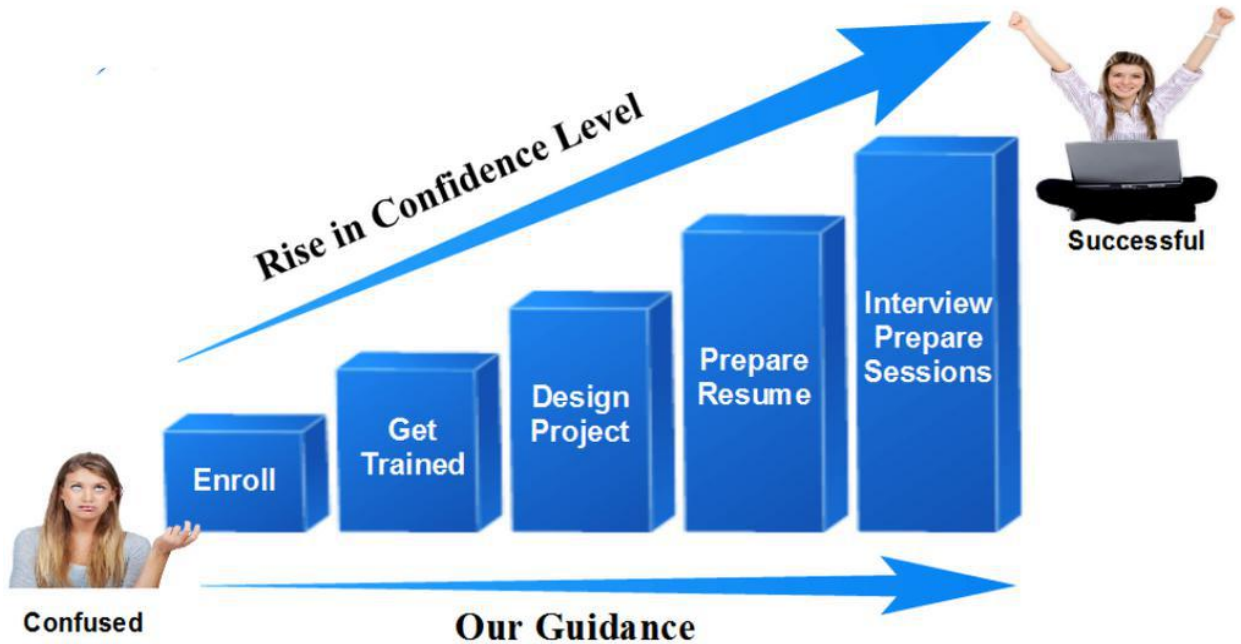 Rise in Confidence Level
Successful
Interview
Prepare
Sessions
Prepare
Resume
Design
Project
Get
Trained
Enroll
Confused
Our Guidance